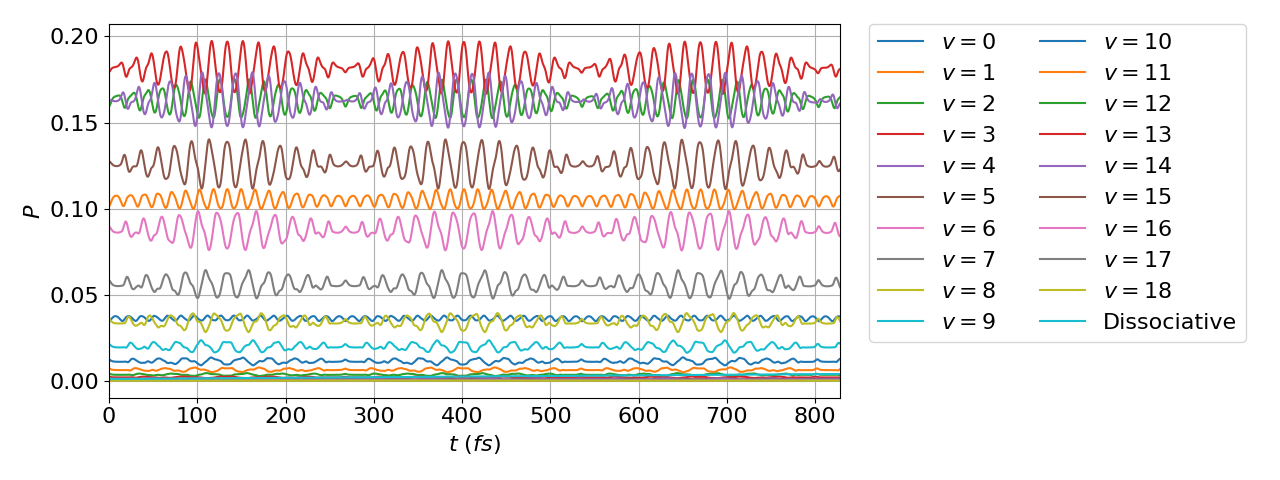 0.20
0.15
0.10
0.05
0.00
P
0 100 200 300 400 500 600 700 800
t (fs)
v = 0 v = 10
v = 1 v = 11
v = 2 v = 12
v = 3 v = 13
v = 4 v = 14
v = 5 v = 15
v = 6 v = 16
v = 7 v = 17
v = 8 v = 18
v = 9 Dissociative